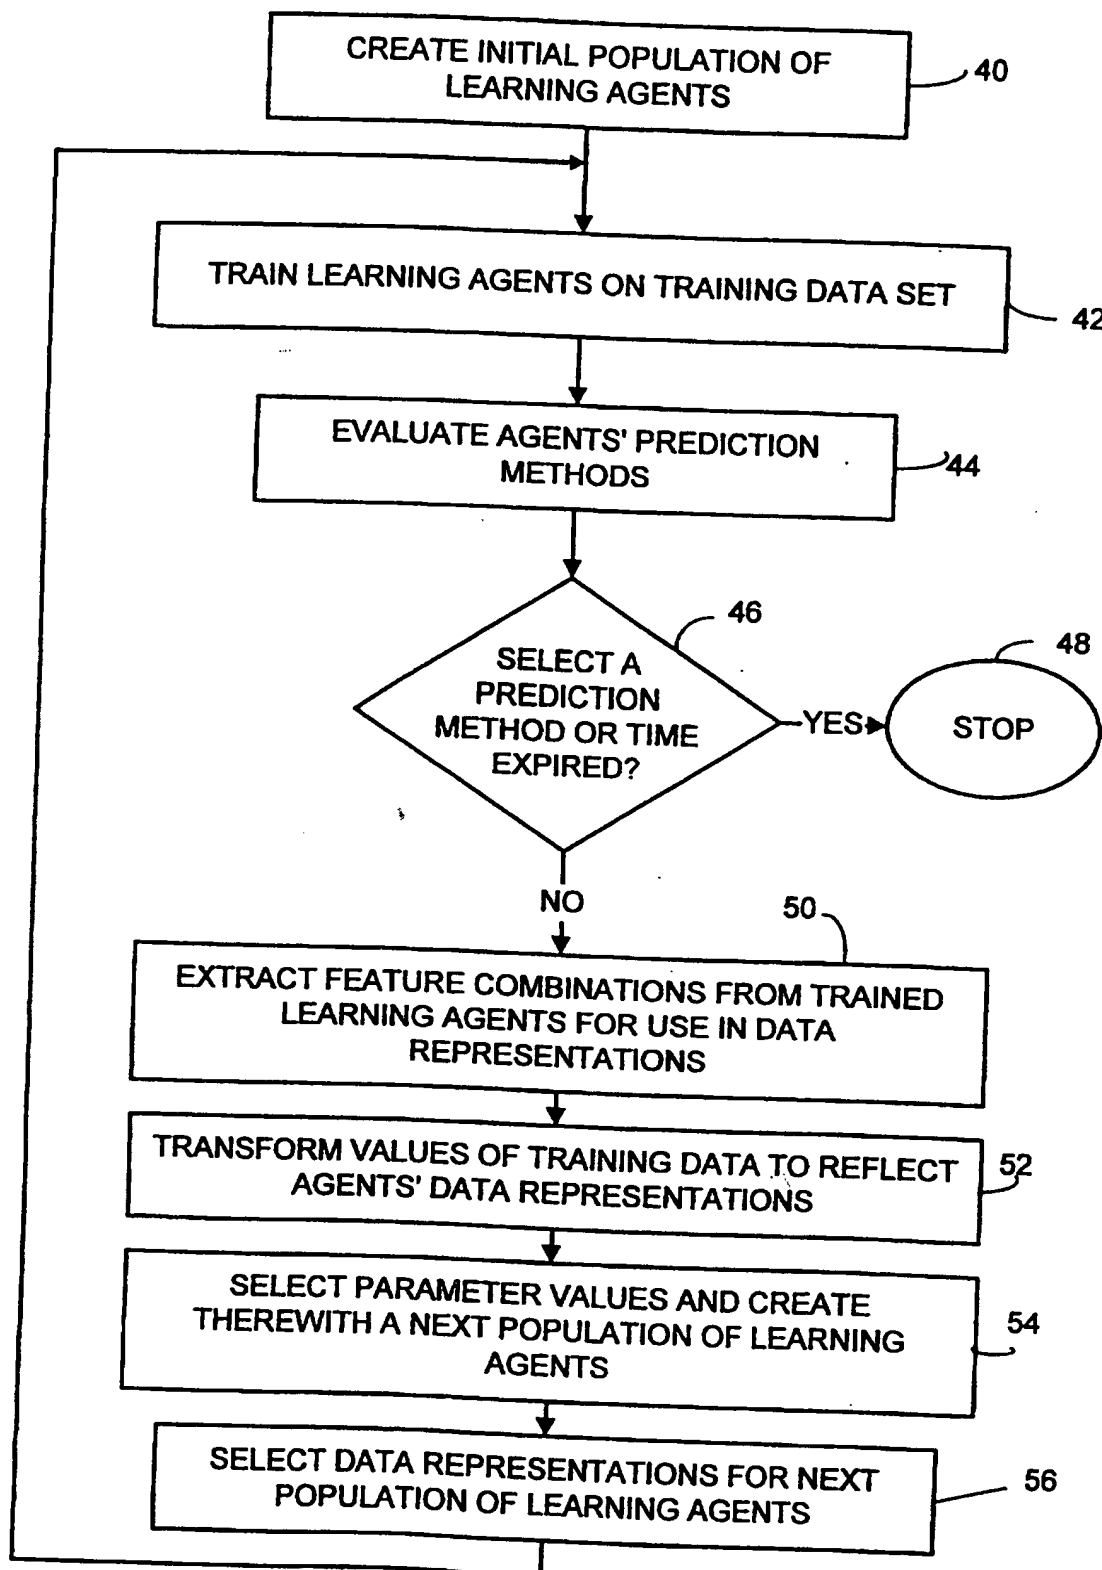 CREATE INITIAL POPULATION OF
LEARNING AGENTS
40
TRAIN LEARNING AGENTS ON TRAINING DATA SET
42
EVALUATE AGENTS' PREDICTION
METHODS
44
46
SELECT A
PREDICTION
METHOD OR TIME
EXPIRED?
YES
48
STOP
NO
50
EXTRACT FEATURE COMBINATIONS FROM TRAINED
LEARNING AGENTS FOR USE IN DATA
REPRESENTATIONS
TRANSFORM VALUES OF TRAINING DATA TO REFLECT
AGENTS' DATA REPRESENTATIONS
52
SELECT PARAMETER VALUES AND CREATE
THEREWITH A NEXT POPULATION OF LEARNING
AGENTS
54
SELECT DATA REPRESENTATIONS FOR NEXT
POPULATION OF LEARNING AGENTS
56